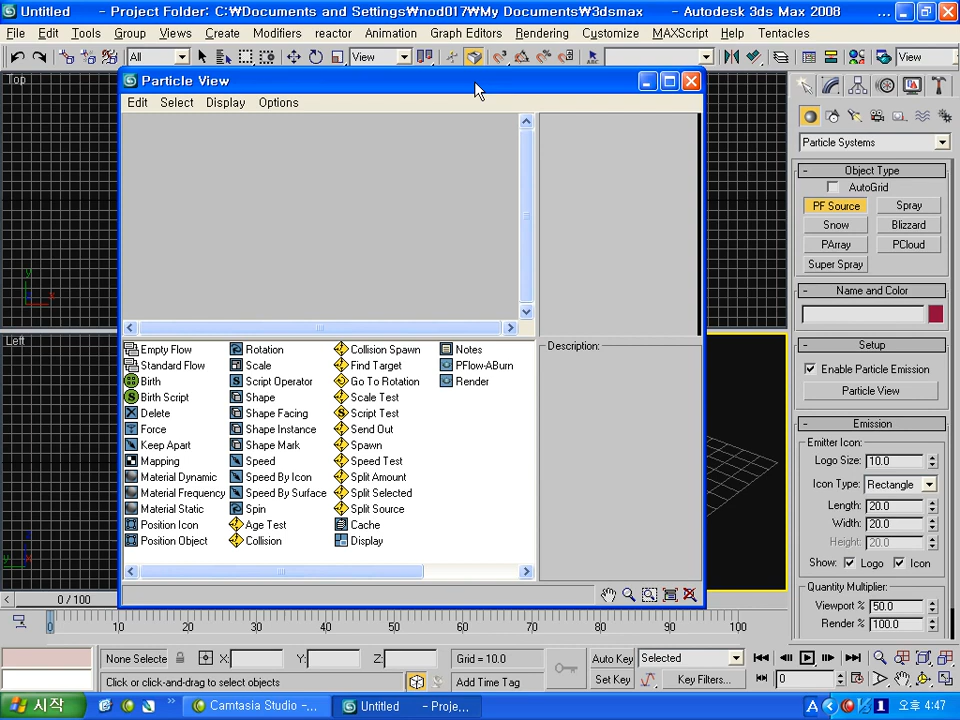 Untitled - Project Folder: C:₩Documents and Settings₩nod017₩My Documents₩3dsmax - Autodesk 3ds Max 2008 ...
File Edit Tools Group Views Create Modifiers reactor Animation Graph Editors Rendering Customize MAXScript Help Tentacles
All View View
Top
Particle View
Edit Select Display Options
Particle Systems
- Object Type
AutoGrid
PF Source Spray
Snow Blizzard
PArray PCloud
Super Spray
- Name and Color
- Setup
Enable Particle Emission
Particle View
- Emission
Emitter Icon:
Logo Size: 10.0
Icon Type: Rectangle
Length: 20.0
Width: 20.0
Height: 20.0
Show: Logo Icon
Quantity Multiplier:
Viewport % 50.0
Render % 100.0
Left
Empty Flow Rotation Collision Spawn Notes
Standard Flow Scale Find Target PFlow-ABurn
Birth Script Operator Go To Rotation Render
Birth Script Shape Scale Test
Delete Shape Facing Script Test
Force Shape Instance Send Out
Keep Apart Shape Mark Spawn
Mapping Speed Speed Test
Material Dynamic Speed By Icon Split Amount
Material Frequency Speed By Surface Split Selected
Material Static Spin Split Source
Position Icon Age Test Cache
Position Object Collision Display
Description:
y x
y
< 0 / 100
0 10 20 30 40 50 60 70 80 90 100
None Selecte X: Y: Z: Grid = 10.0 Auto Key Selected
Click or click-and-drag to select objects Add Time Tag Set Key Key Filters... 0
시작 Camtasia Studio -... Untitled - Proje... A 오후 4:47